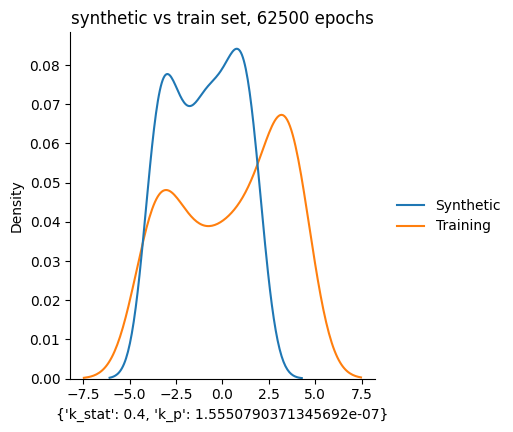 synthetic vs train set, 62500 epochs
0.08
0.07
0.06
0.05
0.04
0.03
0.02
0.01
0.00
Density
Synthetic
Training
−7.5 −5.0 −2.5 0.0 2.5 5.0 7.5
{'k_stat': 0.4, 'k_p': 1.5550790371345692e-07}